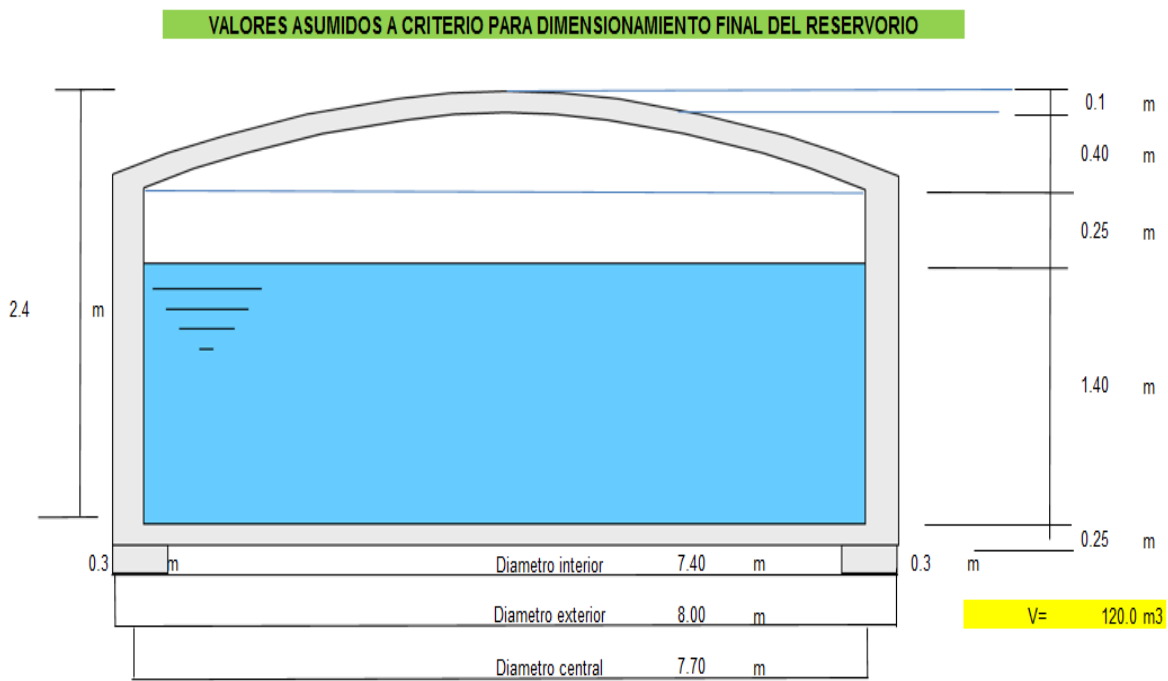 VALORES ASUMIDOS A CRITERIO PARA DIMENSIONAMIENTO FINAL DEL RESERVORIO
0.1 m
0.40 m
0.25 m
2.4 m
1.40 m
0.25 m
0.3 m Diametro interior 7.40 m 0.3 m
Diametro exterior 8.00 m V= 120.0 m3
Diametro central 7.70 m